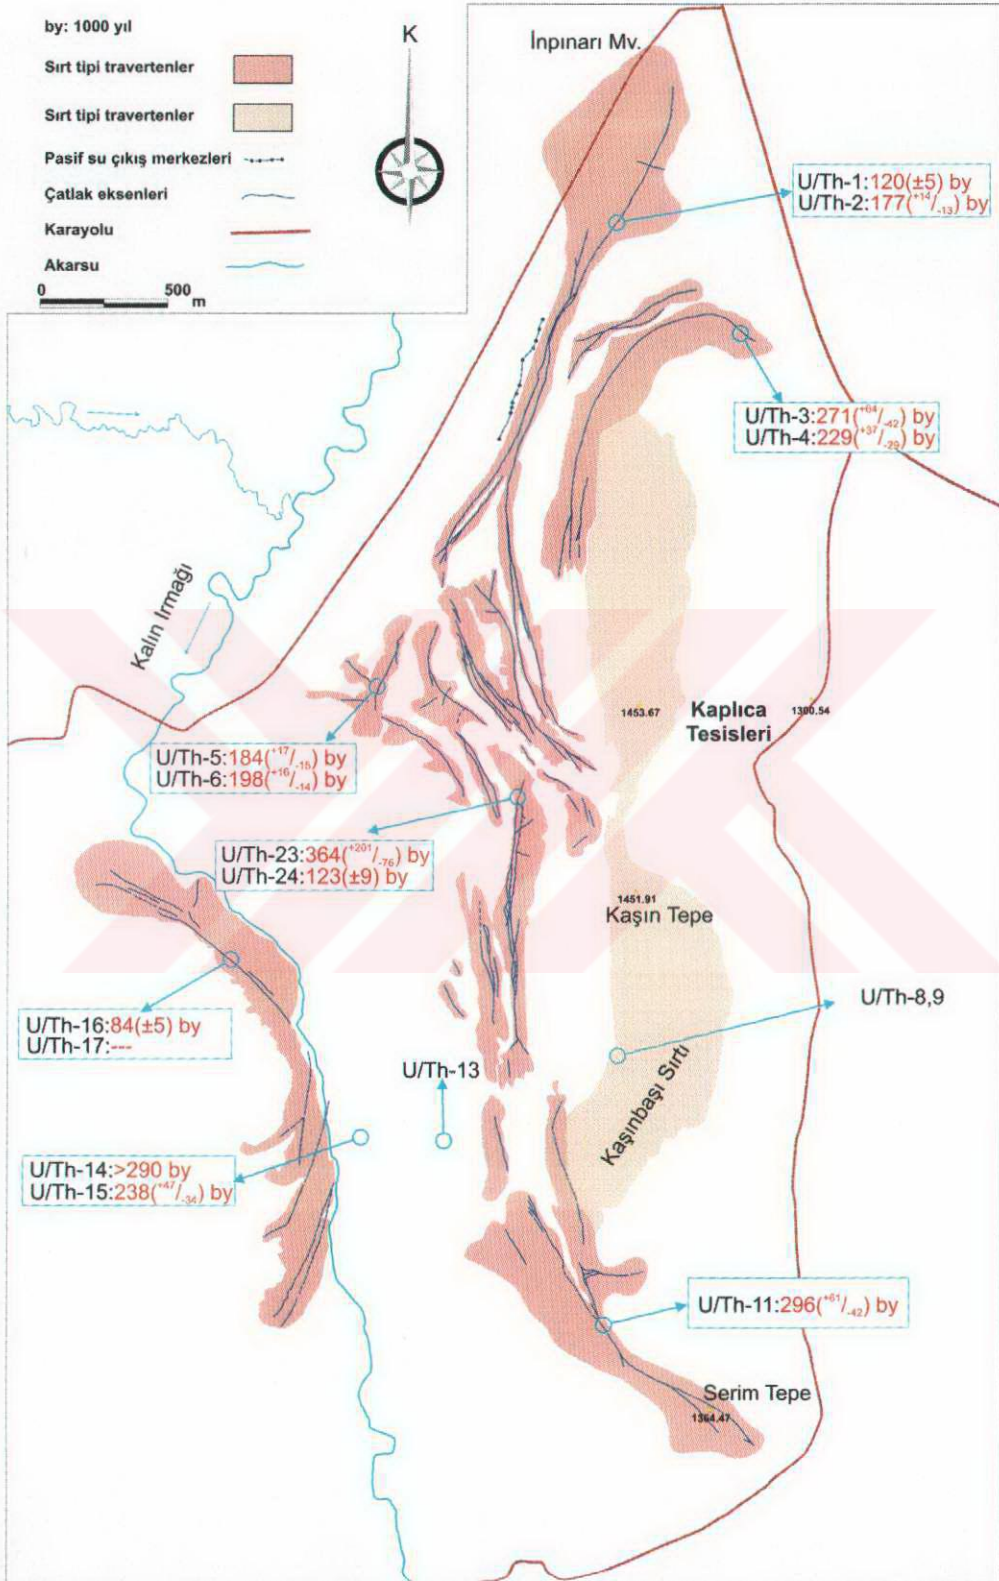 by: 1000 yıl
Sırt tipi travertenler
Sırt tipi travertenler
Pasif su çıkış merkezleri
Çatlak eksenleri
Karayolu
Akarsu
0 500 m
K
İnpınarı Mv.
U/Th-1:120(±5) by
U/Th-2:177(+14/-13) by
U/Th-3:271(+64/-42) by
U/Th-4:229(+37/-29) by
Kalın Irmağı
1453.67
Kaplıca
Tesisleri
1300.54
U/Th-5:184(+17/-15) by
U/Th-6:198(+16/-14) by
U/Th-23:364(+201/-76) by
U/Th-24:123(±9) by
1451.91
Kaşın Tepe
U/Th-8,9
U/Th-16:84(±5) by
U/Th-17:---
U/Th-13
Kaşınbaşı Sırtı
U/Th-14:>290 by
U/Th-15:238(+47/-34) by
U/Th-11:296(+61/-42) by
Serim Tepe
1364.47